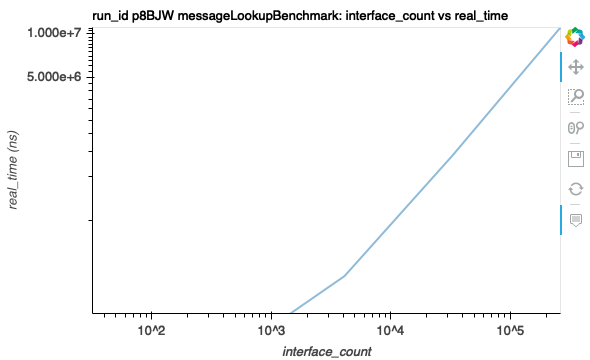 run_id p8BJW messageLookupBenchmark: interface_count vs real_time
1.000e+7
5.000e+6
real_time (ns)
10^2
10^3
10^4
10^5
interface_count